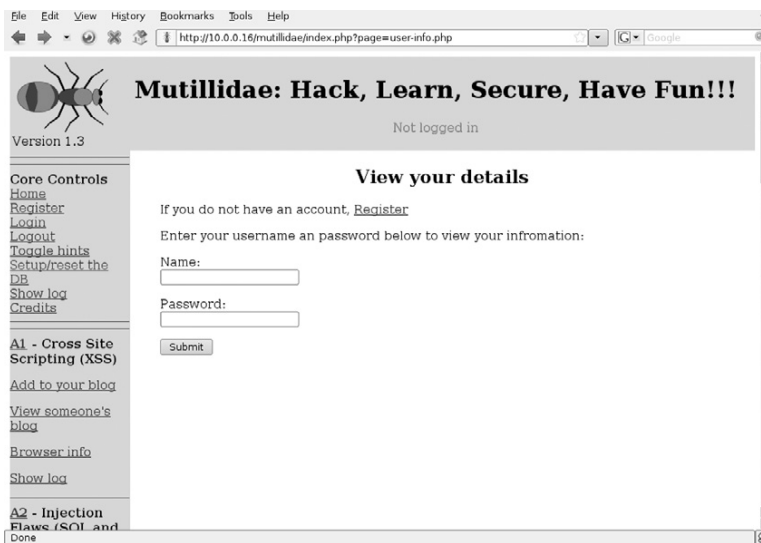 File Edit View History Bookmarks Tools Help
http://10.0.0.16/mutillidae/index.php?page=user-info.php
G Google
Mutillidae: Hack, Learn, Secure, Have Fun!!!
Not logged in
Version 1.3
Core Controls
Home
Register
Login
Logout
Toggle hints
Setup/reset the
DB
Show log
Credits
A1 - Cross Site
Scripting (XSS)
Add to your blog
View someone's
blog
Browser info
Show log
A2 - Injection
Flaws (SQL and
View your details
If you do not have an account, Register
Enter your username an password below to view your infromation:
Name:
Password:
Submit
Done